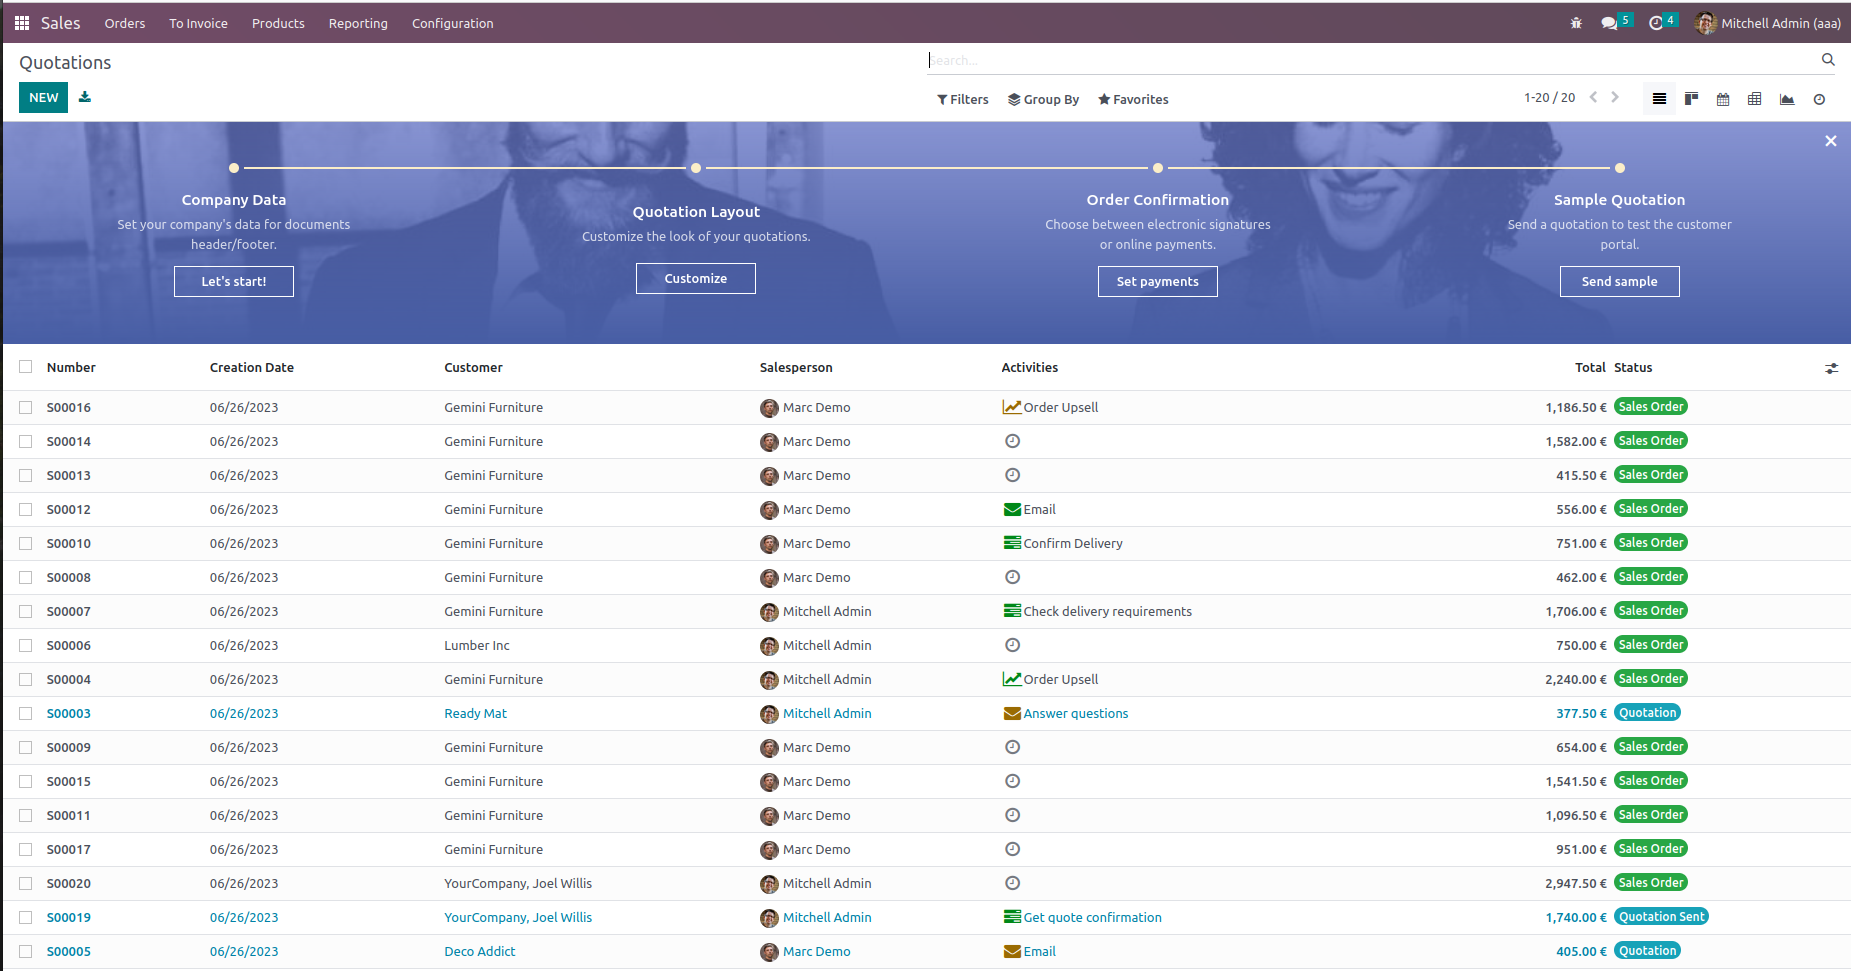 Sales Orders To Invoice Products Reporting Configuration 5 4 Mitchell Admin (aaa)
Quotations Search...
NEW Filters Group By Favorites 1-20 / 20
Company Data Quotation Layout Order Confirmation Sample Quotation
Set your company's data for documents
header/footer.
Customize the look of your quotations.
Choose between electronic signatures
or online payments.
Send a quotation to test the customer
portal.
Let's start! Customize Set payments Send sample
Number Creation Date Customer Salesperson Activities Total Status
S00016 06/26/2023 Gemini Furniture Marc Demo Order Upsell 1,186.50 € Sales Order
S00014 06/26/2023 Gemini Furniture Marc Demo 1,582.00 € Sales Order
S00013 06/26/2023 Gemini Furniture Marc Demo 415.50 € Sales Order
S00012 06/26/2023 Gemini Furniture Marc Demo Email 556.00 € Sales Order
S00010 06/26/2023 Gemini Furniture Marc Demo Confirm Delivery 751.00 € Sales Order
S00008 06/26/2023 Gemini Furniture Marc Demo 462.00 € Sales Order
S00007 06/26/2023 Gemini Furniture Mitchell Admin Check delivery requirements 1,706.00 € Sales Order
S00006 06/26/2023 Lumber Inc Mitchell Admin 750.00 € Sales Order
S00004 06/26/2023 Gemini Furniture Mitchell Admin Order Upsell 2,240.00 € Sales Order
S00003 06/26/2023 Ready Mat Mitchell Admin Answer questions 377.50 € Quotation
S00009 06/26/2023 Gemini Furniture Marc Demo 654.00 € Sales Order
S00015 06/26/2023 Gemini Furniture Marc Demo 1,541.50 € Sales Order
S00011 06/26/2023 Gemini Furniture Marc Demo 1,096.50 € Sales Order
S00017 06/26/2023 Gemini Furniture Marc Demo 951.00 € Sales Order
S00020 06/26/2023 YourCompany, Joel Willis Mitchell Admin 2,947.50 € Sales Order
S00019 06/26/2023 YourCompany, Joel Willis Mitchell Admin Get quote confirmation 1,740.00 € Quotation Sent
S00005 06/26/2023 Deco Addict Marc Demo Email 405.00 € Quotation